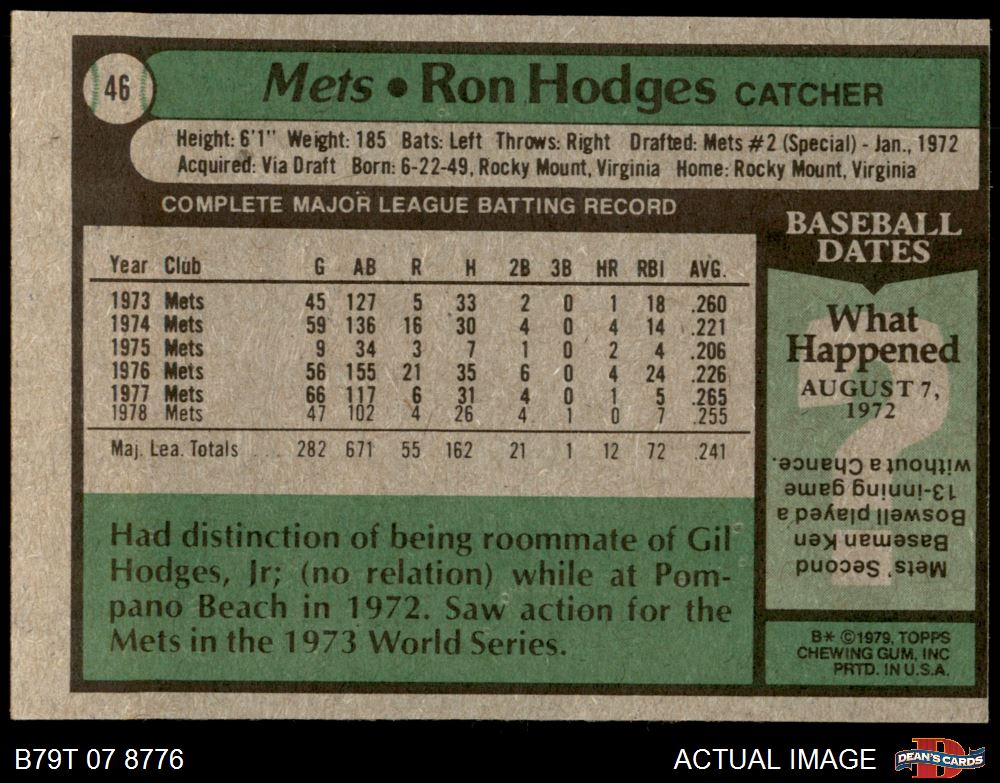 46
Mets • Ron Hodges CATCHER
Height: 6'1" Weight: 185 Bats: Left Throws: Right Drafted: Mets #2 (Special) - Jan., 1972
Acquired: Via Draft Born: 6-22-49, Rocky Mount, Virginia Home: Rocky Mount, Virginia
COMPLETE MAJOR LEAGUE BATTING RECORD
Year Club G AB R H 2B 3B HR RBI AVG.
1973 Mets 45 127 5 33 2 0 1 18 .260
1974 Mets 59 136 16 30 4 0 4 14 .221
1975 Mets 9 34 3 7 1 0 2 4 .206
1976 Mets 56 155 21 35 6 0 4 24 .226
1977 Mets 66 117 6 31 4 0 1 5 .265
1978 Mets 47 102 4 26 4 1 0 7 .255
Maj. Lea. Totals 282 671 55 162 21 1 12 72 .241
Had distinction of being roommate of Gil
Hodges, Jr; (no relation) while at Pom-
pano Beach in 1972. Saw action for the
Mets in the 1973 World Series.
BASEBALL
DATES
What
Happened
AUGUST 7,
1972
Mets' Second
Baseman Ken
Boswell played a
13-inning game
without a Chance.
B* ©1979, TOPPS
CHEWING GUM, INC
PRTD. IN U.S.A.
B79T 07 8776
ACTUAL IMAGE
D
DEAN'S CARDS